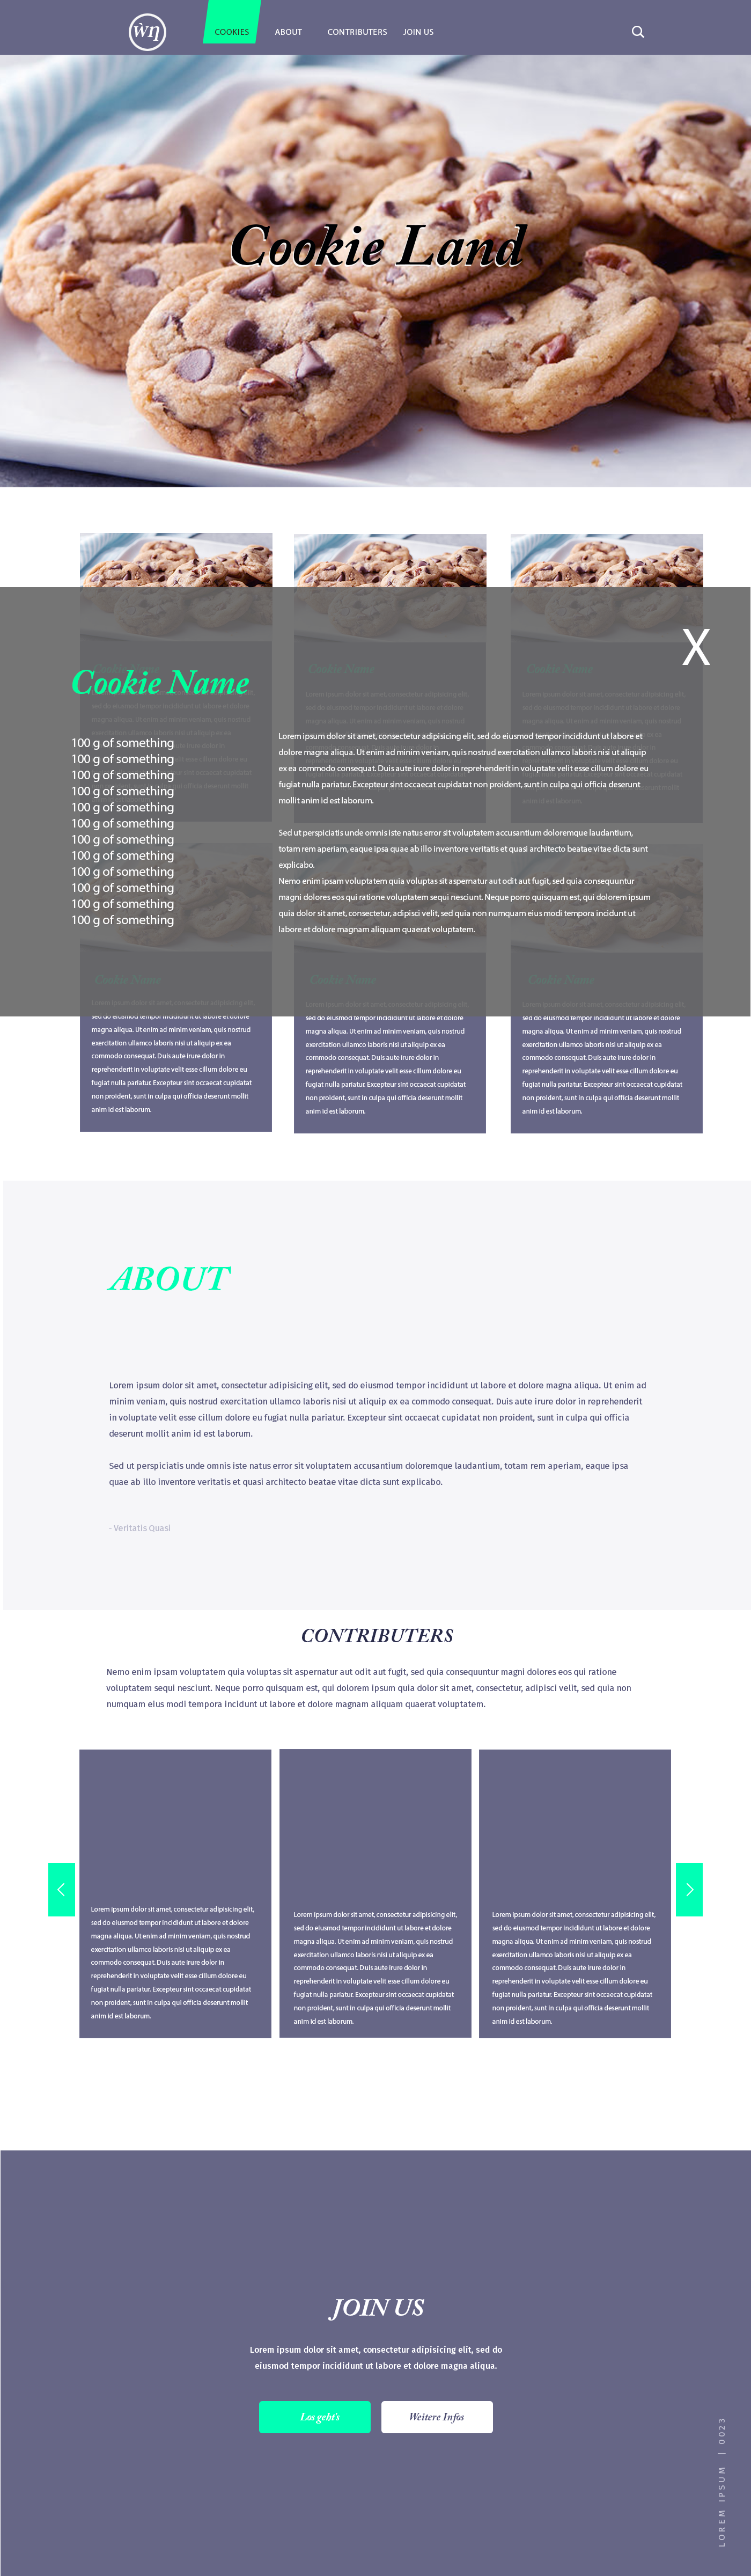 COOKIES ABOUT CONTRIBUTERS JOIN US
Cookie Land
X
Cookie Name
100 g of something
100 g of something
100 g of something
100 g of something
100 g of something
100 g of something
100 g of something
100 g of something
100 g of something
100 g of something
100 g of something
100 g of something
Lorem ipsum dolor sit amet, consectetur adipisicing elit, sed do eiusmod tempor incididunt ut labore et
dolore magna aliqua. Ut enim ad minim veniam, quis nostrud exercitation ullamco laboris nisi ut aliquip
ex ea commodo consequat. Duis aute irure dolor in reprehenderit in voluptate velit esse cillum dolore eu
fugiat nulla pariatur. Excepteur sint occaecat cupidatat non proident, sunt in culpa qui officia deserunt
mollit anim id est laborum.
Sed ut perspiciatis unde omnis iste natus error sit voluptatem accusantium doloremque laudantium,
totam rem aperiam, eaque ipsa quae ab illo inventore veritatis et quasi architecto beatae vitae dicta sunt
explicabo.
Nemo enim ipsam voluptatem quia voluptas sit aspernatur aut odit aut fugit, sed quia consequuntur
magni dolores eos qui ratione voluptatem sequi nesciunt. Neque porro quisquam est, qui dolorem ipsum
quia dolor sit amet, consectetur, adipisci velit, sed quia non numquam eius modi tempora incidunt ut
labore et dolore magnam aliquam quaerat voluptatem.
Cookie Name
Lorem ipsum dolor sit amet, consectetur adipisicing elit,
sed do eiusmod tempor incididunt ut labore et dolore
magna aliqua. Ut enim ad minim veniam, quis nostrud
exercitation ullamco laboris nisi ut aliquip ex ea
commodo consequat. Duis aute irure dolor in
reprehenderit in voluptate velit esse cillum dolore eu
fugiat nulla pariatur. Excepteur sint occaecat cupidatat
non proident, sunt in culpa qui officia deserunt mollit
anim id est laborum.
Cookie Name
Lorem ipsum dolor sit amet, consectetur adipisicing elit,
sed do eiusmod tempor incididunt ut labore et dolore
magna aliqua. Ut enim ad minim veniam, quis nostrud
exercitation ullamco laboris nisi ut aliquip ex ea
commodo consequat. Duis aute irure dolor in
reprehenderit in voluptate velit esse cillum dolore eu
fugiat nulla pariatur. Excepteur sint occaecat cupidatat
non proident, sunt in culpa qui officia deserunt mollit
anim id est laborum.
Cookie Name
Lorem ipsum dolor sit amet, consectetur adipisicing elit,
sed do eiusmod tempor incididunt ut labore et dolore
magna aliqua. Ut enim ad minim veniam, quis nostrud
exercitation ullamco laboris nisi ut aliquip ex ea
commodo consequat. Duis aute irure dolor in
reprehenderit in voluptate velit esse cillum dolore eu
fugiat nulla pariatur. Excepteur sint occaecat cupidatat
non proident, sunt in culpa qui officia deserunt mollit
anim id est laborum.
ABOUT
Lorem ipsum dolor sit amet, consectetur adipisicing elit, sed do eiusmod tempor incididunt ut labore et dolore magna aliqua. Ut enim ad
minim veniam, quis nostrud exercitation ullamco laboris nisi ut aliquip ex ea commodo consequat. Duis aute irure dolor in reprehenderit
in voluptate velit esse cillum dolore eu fugiat nulla pariatur. Excepteur sint occaecat cupidatat non proident, sunt in culpa qui officia
deserunt mollit anim id est laborum.
Sed ut perspiciatis unde omnis iste natus error sit voluptatem accusantium doloremque laudantium, totam rem aperiam, eaque ipsa
quae ab illo inventore veritatis et quasi architecto beatae vitae dicta sunt explicabo.
- Veritatis Quasi
CONTRIBUTERS
Nemo enim ipsam voluptatem quia voluptas sit aspernatur aut odit aut fugit, sed quia consequuntur magni dolores eos qui ratione
voluptatem sequi nesciunt. Neque porro quisquam est, qui dolorem ipsum quia dolor sit amet, consectetur, adipisci velit, sed quia non
numquam eius modi tempora incidunt ut labore et dolore magnam aliquam quaerat voluptatem.
Lorem ipsum dolor sit amet, consectetur adipisicing elit,
sed do eiusmod tempor incididunt ut labore et dolore
magna aliqua. Ut enim ad minim veniam, quis nostrud
exercitation ullamco laboris nisi ut aliquip ex ea
commodo consequat. Duis aute irure dolor in
reprehenderit in voluptate velit esse cillum dolore eu
fugiat nulla pariatur. Excepteur sint occaecat cupidatat
non proident, sunt in culpa qui officia deserunt mollit
anim id est laborum.
Lorem ipsum dolor sit amet, consectetur adipisicing elit,
sed do eiusmod tempor incididunt ut labore et dolore
magna aliqua. Ut enim ad minim veniam, quis nostrud
exercitation ullamco laboris nisi ut aliquip ex ea
commodo consequat. Duis aute irure dolor in
reprehenderit in voluptate velit esse cillum dolore eu
fugiat nulla pariatur. Excepteur sint occaecat cupidatat
non proident, sunt in culpa qui officia deserunt mollit
anim id est laborum.
Lorem ipsum dolor sit amet, consectetur adipisicing elit,
sed do eiusmod tempor incididunt ut labore et dolore
magna aliqua. Ut enim ad minim veniam, quis nostrud
exercitation ullamco laboris nisi ut aliquip ex ea
commodo consequat. Duis aute irure dolor in
reprehenderit in voluptate velit esse cillum dolore eu
fugiat nulla pariatur. Excepteur sint occaecat cupidatat
non proident, sunt in culpa qui officia deserunt mollit
anim id est laborum.
JOIN US
Lorem ipsum dolor sit amet, consectetur adipisicing elit, sed do
eiusmod tempor incididunt ut labore et dolore magna aliqua.
Los geht's
Weitere Infos
LOREM IPSUM | 0023